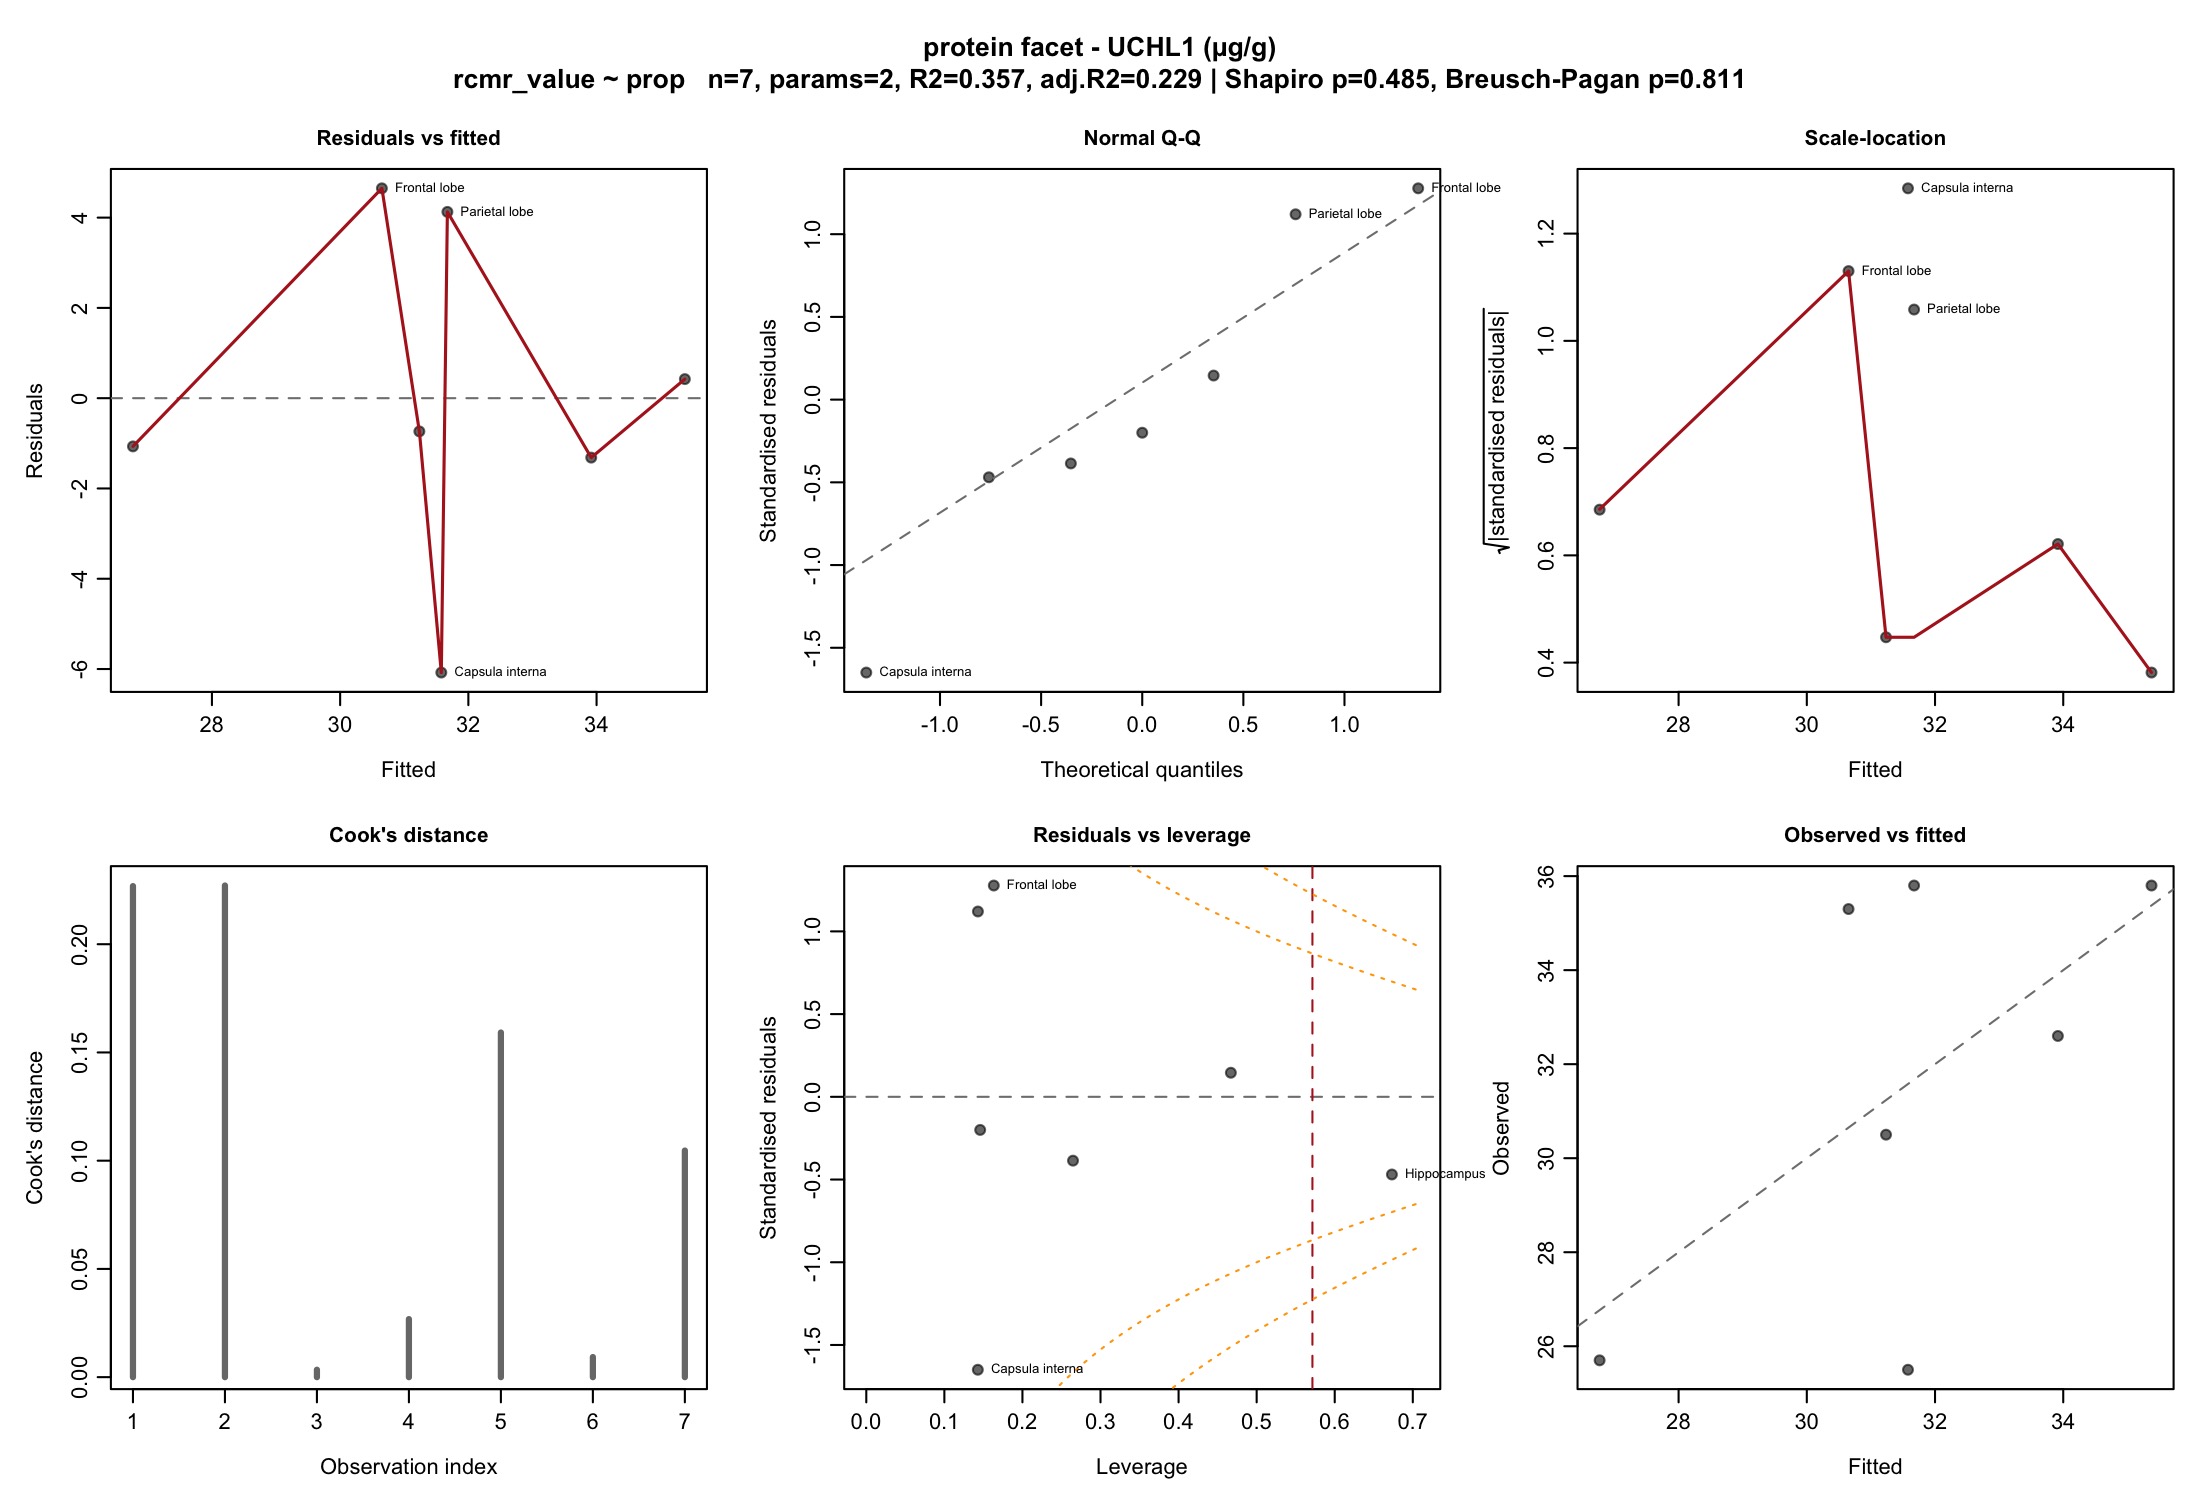 protein facet - UCHL1 (µg/g)
rcmr_value ~ prop n=7, params=2, R2=0.357, adj.R2=0.229 | Shapiro p=0.485, Breusch-Pagan p=0.811
Residuals vs fitted
Residuals
4
2
0
-2
-4
-6
Frontal lobe
Parietal lobe
Capsula interna
28 30 32 34
Fitted
Normal Q-Q
Standardised residuals
1.0
0.5
0.0
-0.5
-1.0
-1.5
Frontal lobe
Parietal lobe
Capsula interna
-1.0 -0.5 0.0 0.5 1.0
Theoretical quantiles
Scale-location
√|standardised residuals|
1.2
1.0
0.8
0.6
0.4
Capsula interna
Frontal lobe
Parietal lobe
28 30 32 34
Fitted
Cook's distance
Cook's distance
0.20
0.15
0.10
0.05
0.00
1 2 3 4 5 6 7
Observation index
Residuals vs leverage
Standardised residuals
1.0
0.5
0.0
-0.5
-1.0
-1.5
Frontal lobe
Hippocampus
Capsula interna
0.0 0.1 0.2 0.3 0.4 0.5 0.6 0.7
Leverage
Observed vs fitted
Observed
36
34
32
30
28
26
28 30 32 34
Fitted